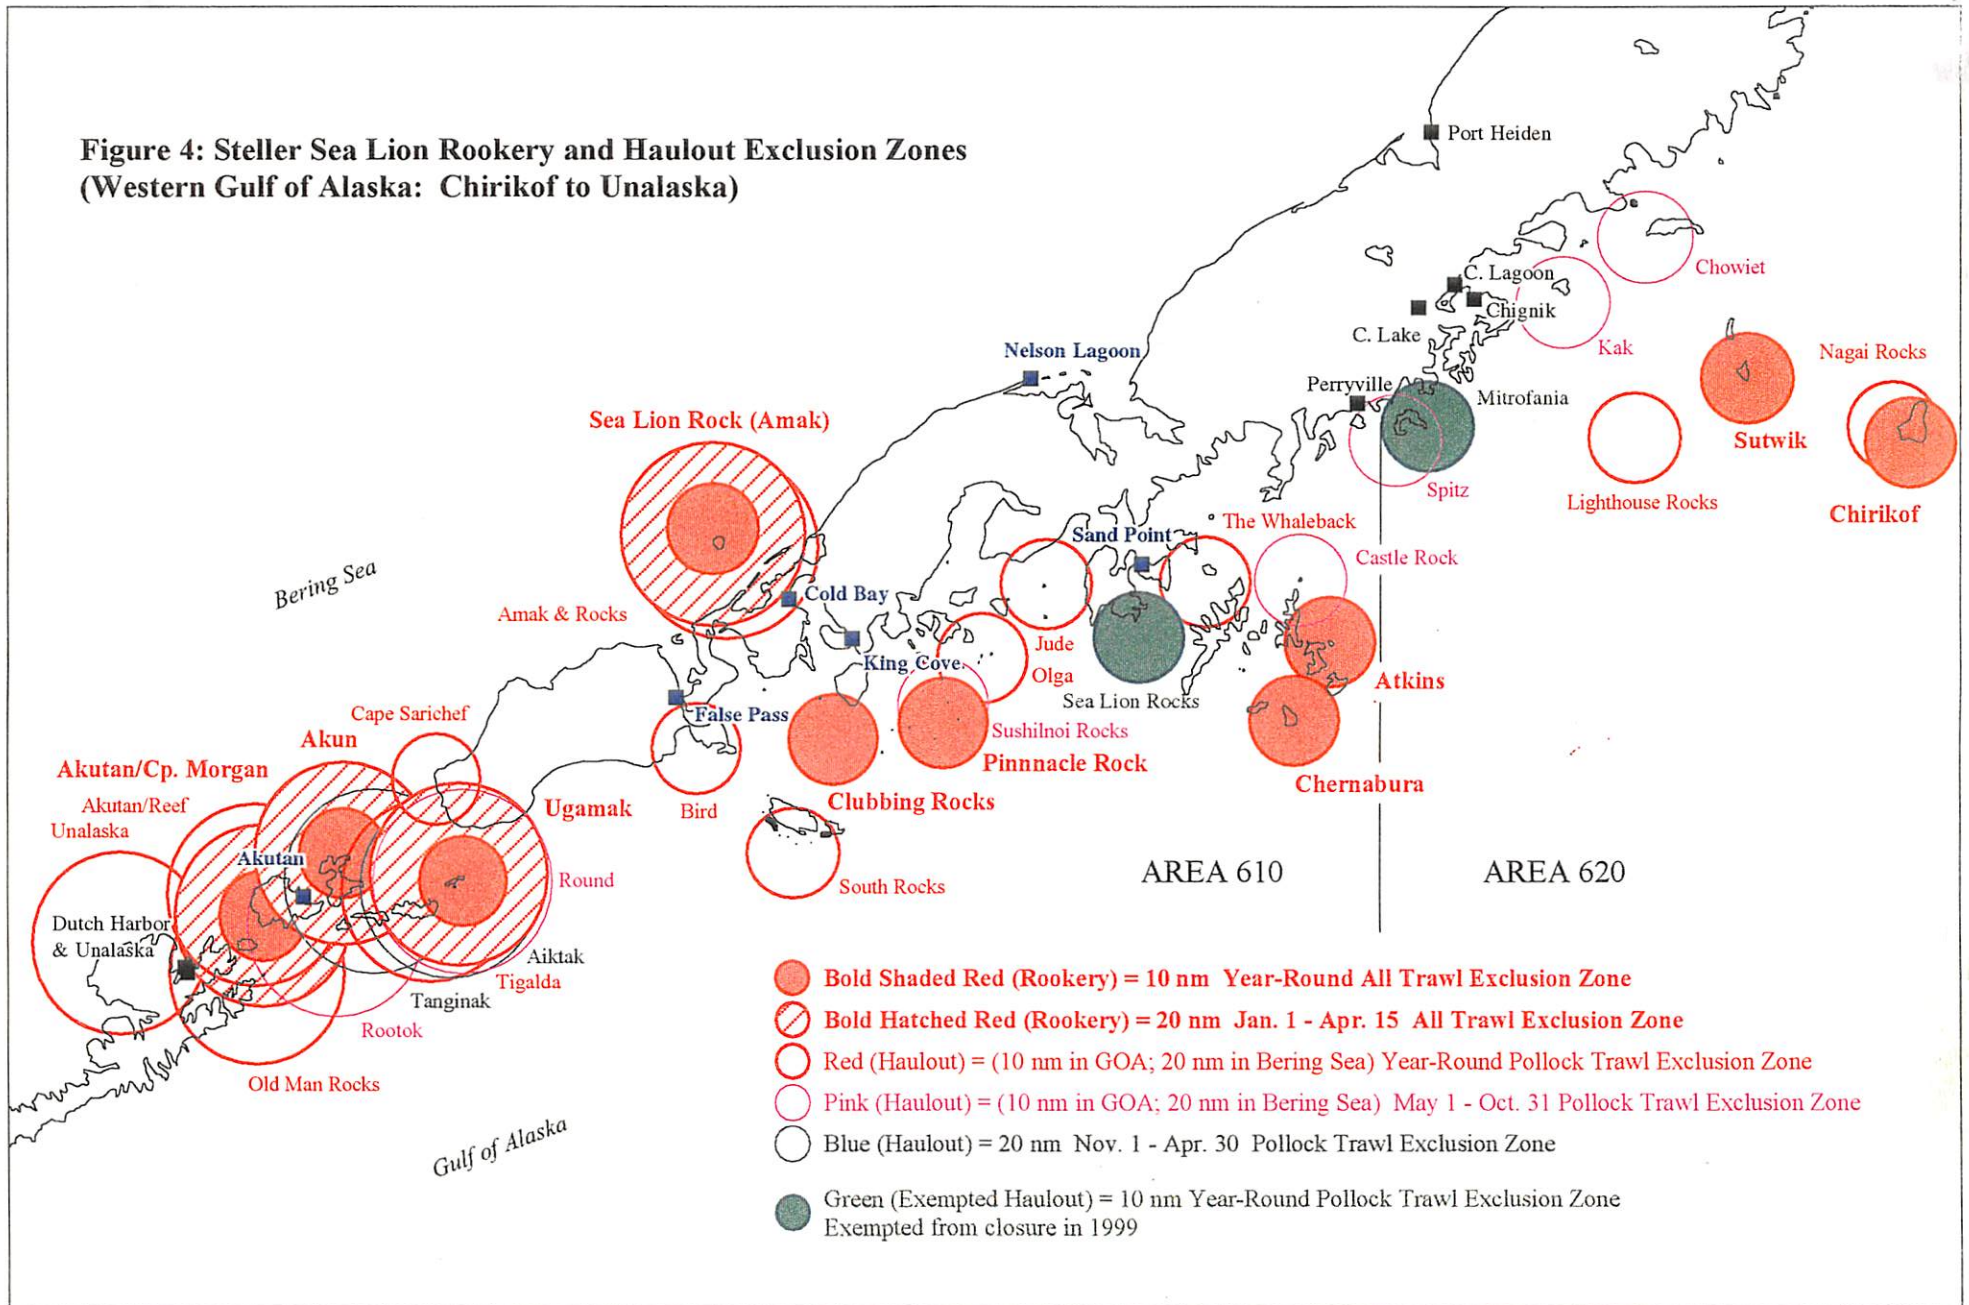 Figure 4: Steller Sea Lion Rookery and Haulout Exclusion Zones
(Western Gulf of Alaska: Chirikof to Unalaska)
Port Heiden
Chowiet
C. Lagoon
Chignik
C. Lake
Kak
Nelson Lagoon
Nagai Rocks
Perryville
Mitrofania
Sea Lion Rock (Amak)
Sutwik
Spitz
Lighthouse Rocks
Chirikof
The Whaleback
Sand Point
Castle Rock
Bering Sea
Cold Bay
Amak & Rocks
Jude
King Cove
Olga
Atkins
Sea Lion Rocks
False Pass
Cape Sarichef
Sushilnoi Rocks
Akun
Pinnnacle Rock
Akutan/Cp. Morgan
Chernabura
Akutan/Reef
Ugamak
Bird
Clubbing Rocks
Unalaska
Akutan
Round
South Rocks
AREA 610
AREA 620
Dutch Harbor
& Unalaska
Aiktak
Tigalda
Tanginak
Rootok
Old Man Rocks
Gulf of Alaska
Bold Shaded Red (Rookery) = 10 nm Year-Round All Trawl Exclusion Zone
Bold Hatched Red (Rookery) = 20 nm Jan. 1 - Apr. 15 All Trawl Exclusion Zone
Red (Haulout) = (10 nm in GOA; 20 nm in Bering Sea) Year-Round Pollock Trawl Exclusion Zone
Pink (Haulout) = (10 nm in GOA; 20 nm in Bering Sea) May 1 - Oct. 31 Pollock Trawl Exclusion Zone
Blue (Haulout) = 20 nm Nov. 1 - Apr. 30 Pollock Trawl Exclusion Zone
Green (Exempted Haulout) = 10 nm Year-Round Pollock Trawl Exclusion Zone
Exempted from closure in 1999